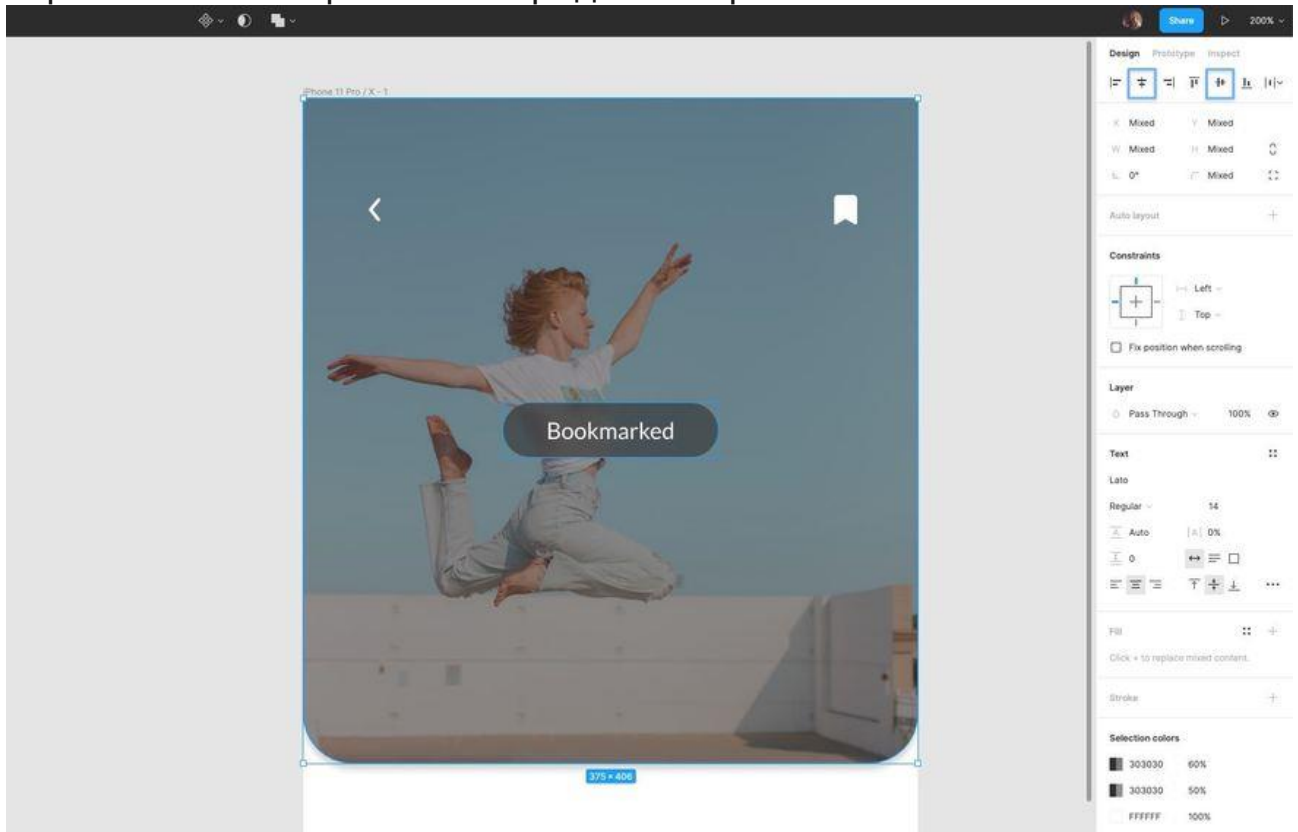 Share 200%
Design Prototype Inspect
iPhone 11 Pro / X - 1
X Mixed Y Mixed
W Mixed H Mixed
0° Mixed
Auto layout
Constraints
Left
Top
Fix position when scrolling
Layer
Pass Through 100%
Bookmarked
Text
Lato
Regular 14
A Auto |A| 0%
0
Fill
Click + to replace mixed content.
Stroke
Selection colors
375 × 406
303030 60%
303030 50%
FFFFFF 100%